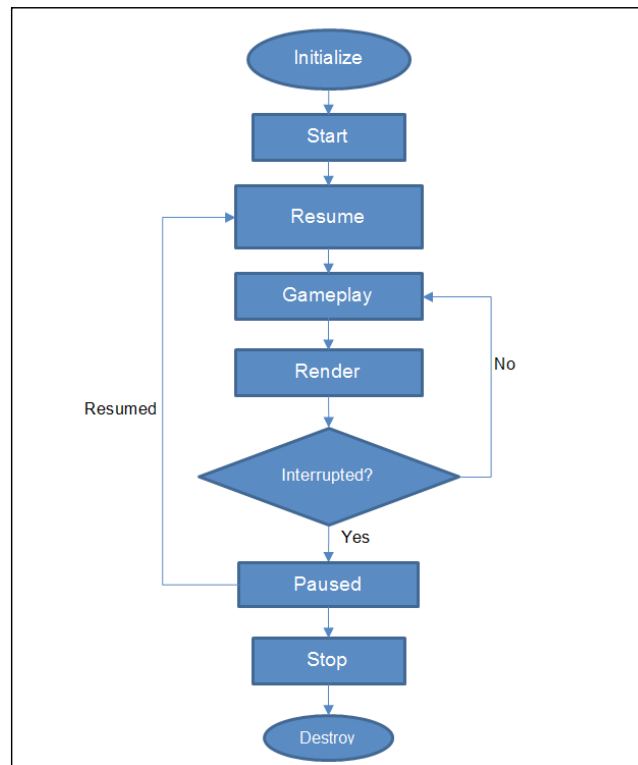 Initialize
Start
Resume
Gameplay
Render
No
Resumed
Interrupted?
Yes
Paused
Stop
Destroy